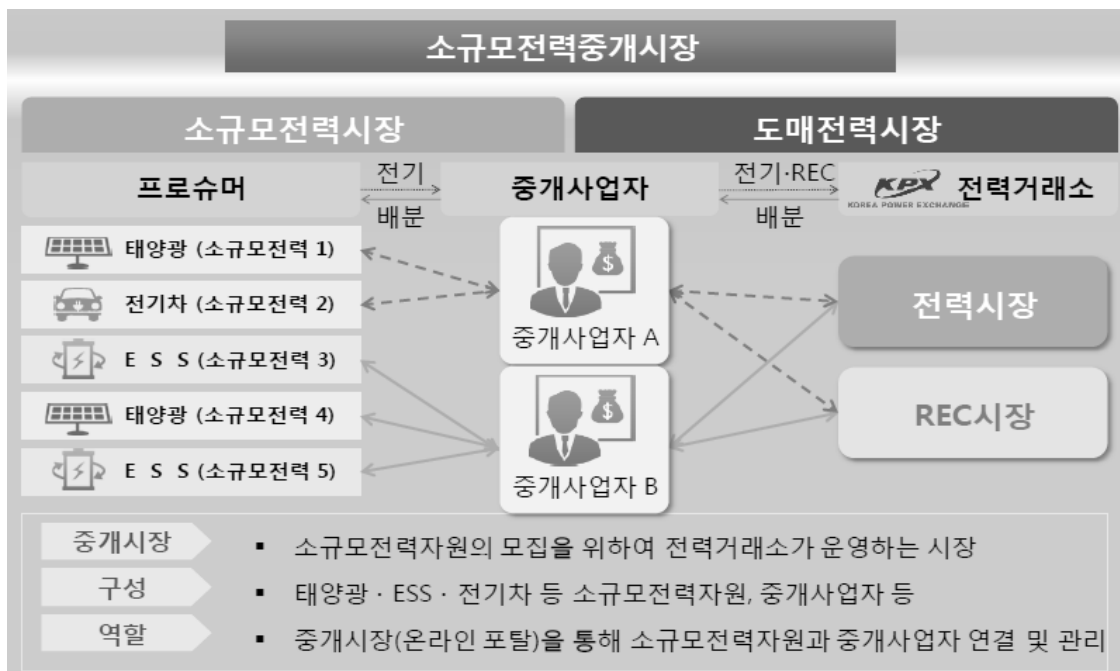 소규모전력중개시장
소규모전력시장
도매전력시장
프로슈머
전기
배분
중개사업자
전기·REC
배분
KPX
KOREA POWER EXCHANGE
전력거래소
태양광 (소규모전력 1)
전기차 (소규모전력 2)
E S S (소규모전력 3)
태양광 (소규모전력 4)
E S S (소규모전력 5)
중개사업자 A
중개사업자 B
전력시장
REC시장
중개시장
▪ 소규모전력자원의 모집을 위하여 전력거래소가 운영하는 시장
구성
▪ 태양광 · ESS · 전기차 등 소규모전력자원, 중개사업자 등
역할
▪ 중개시장(온라인 포탈)을 통해 소규모전력자원과 중개사업자 연결 및 관리